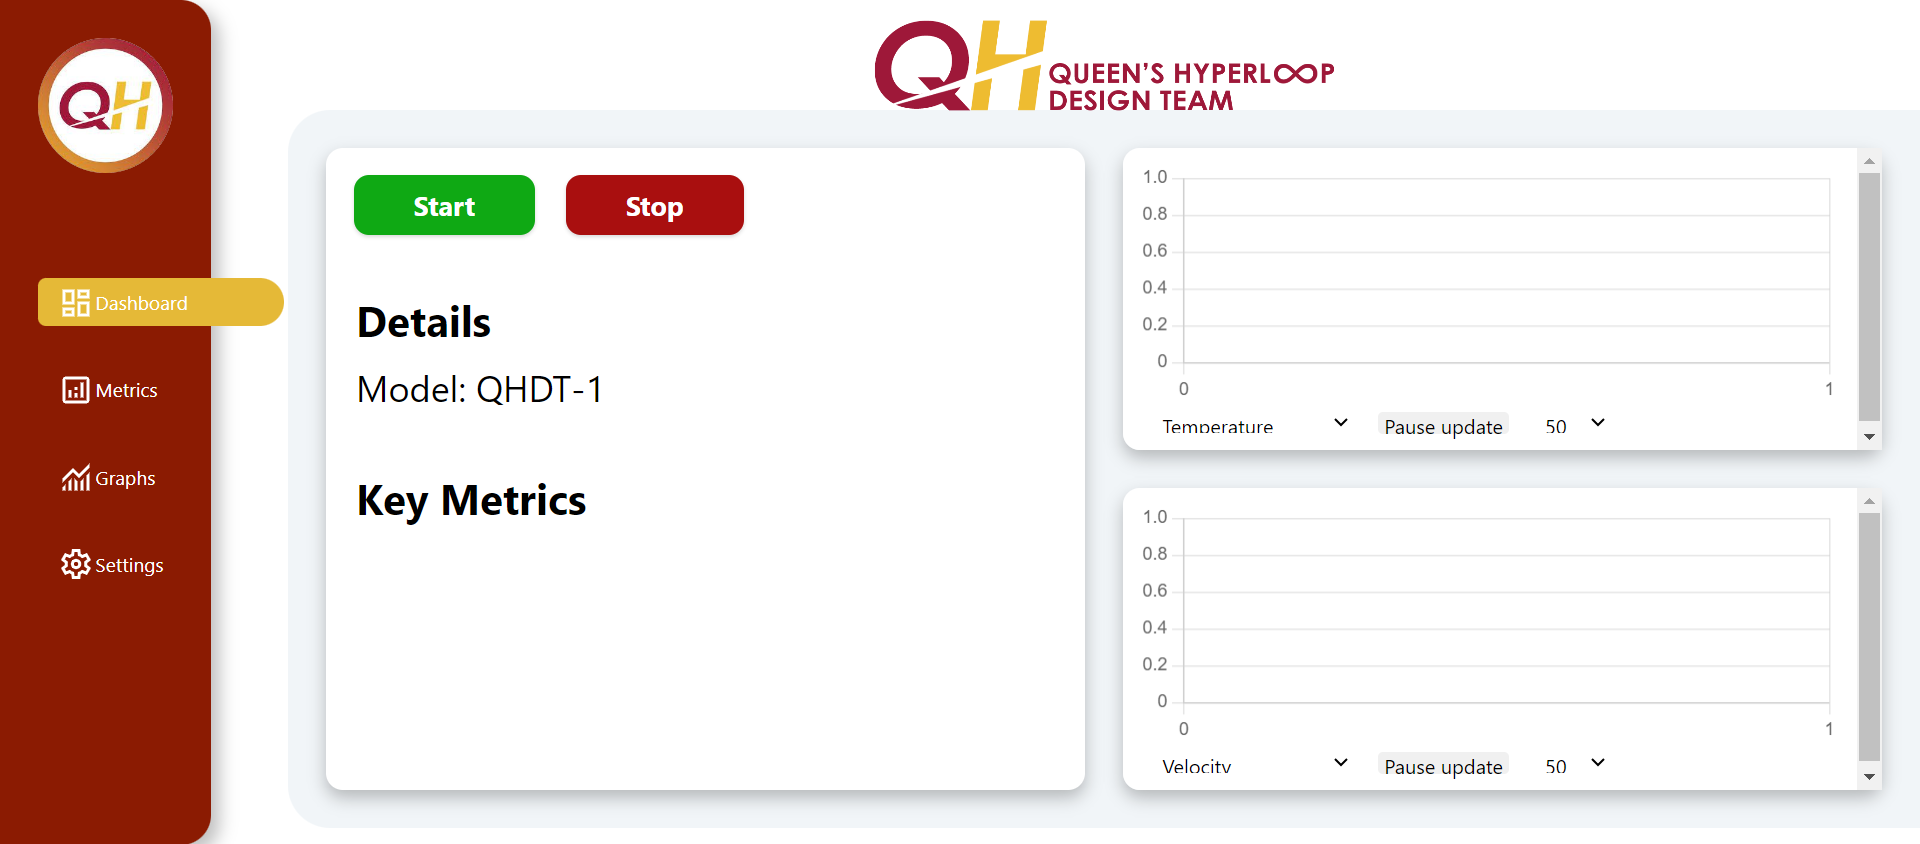 QH
QUEEN'S HYPERLOOP
DESIGN TEAM
QH
Dashboard
Metrics
Graphs
Settings
Start
Stop
Details
Model: QHDT-1
Key Metrics
1.0
0.8
0.6
0.4
0.2
0
0 1
Temperature Pause update 50
1.0
0.8
0.6
0.4
0.2
0
0 1
Velocity Pause update 50